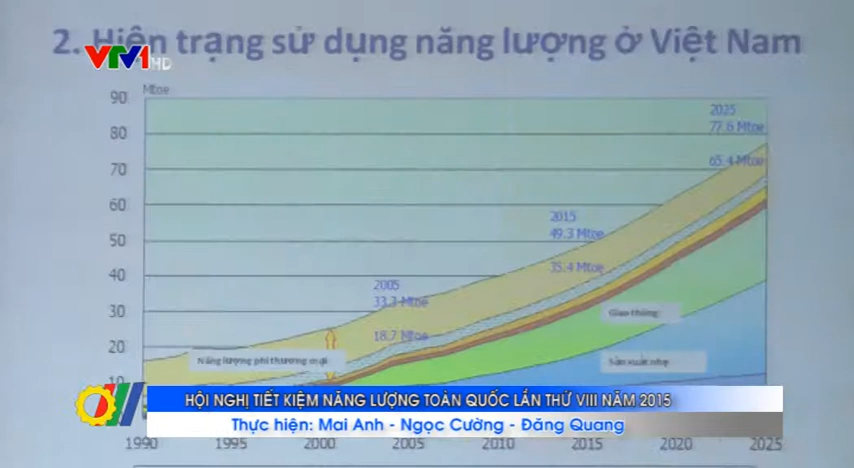 2. Hiện trạng sử dụng năng lượng ở Việt Nam
VTV1
HD
Mtoe
90
80
70
60
50
40
30
20
10
2025
77.6 Mtoe
65.4 Mtoe
2015
49.3 Mtoe
35.4 Mtoe
2005
33.3 Mtoe
18.7 Mtoe
Giao thông
Năng lượng phi thương mại
Sản xuất nhẹ
HỘI NGHỊ TIẾT KIỆM NĂNG LƯỢNG TOÀN QUỐC LẦN THỨ VIII NĂM 2015
Thực hiện: Mai Anh - Ngọc Cường - Đăng Quang
1990
1995
2000
2005
2010
2015
2020
2025